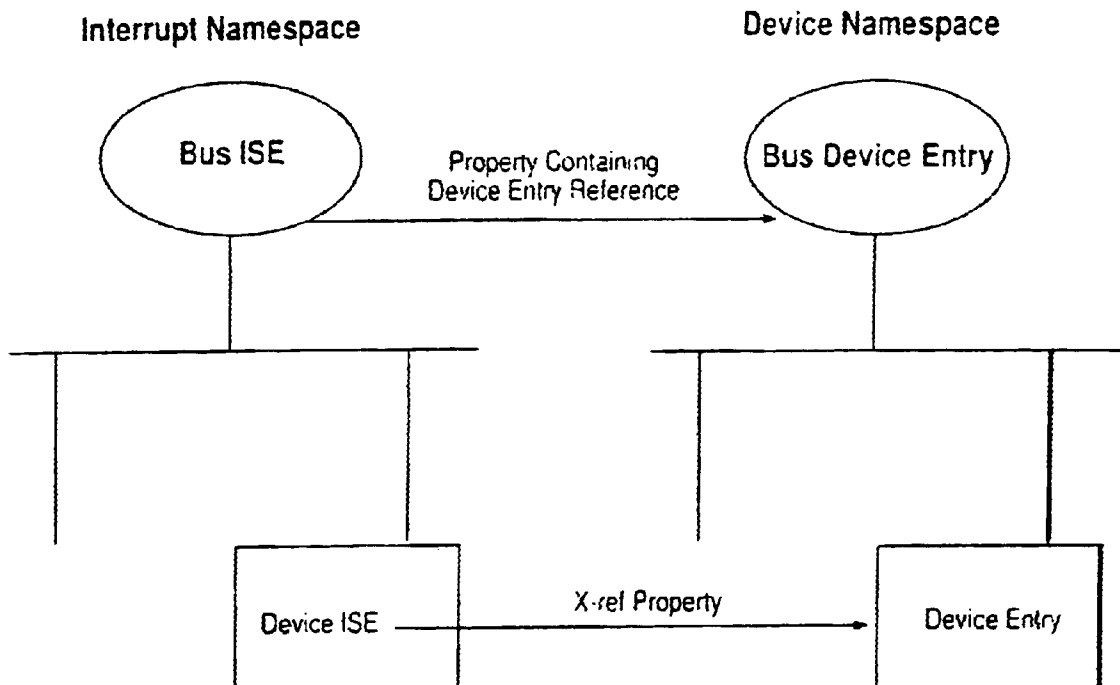 Interrupt Namespace
Device Namespace
Bus ISE
Property Containing
Device Entry Reference
Bus Device Entry
Device ISE
X-ref Property
Device Entry